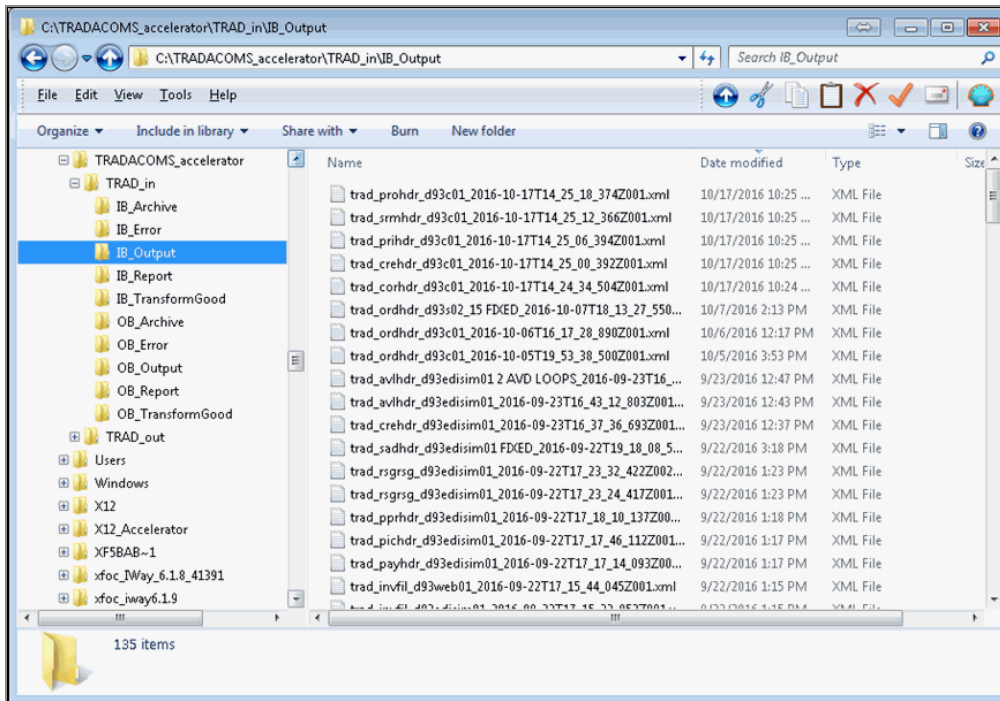 C:\TRADACOMS_accelerator\TRAD_in\IB_Output
C:\TRADACOMS_accelerator\TRAD_in\IB_Output
Search IB_Output
File Edit View Tools Help
Organize Include in library Share with Burn New folder
TRADACOMS_accelerator
TRAD_in
IB_Archive
IB_Error
IB_Output
IB_Report
IB_TransformGood
OB_Archive
OB_Error
OB_Output
OB_Report
OB_TransformGood
TRAD_out
Users
Windows
X12
X12_Accelerator
XF5BAB~1
xfoc_IWay_6.1.8_41391
xfoc_iway6.1.9
Name Date modified Type Size
trad_prohdr_d93c01_2016-10-17T14_25_18_374Z001.xml 10/17/2016 10:25 ... XML File
trad_srmhdr_d93c01_2016-10-17T14_25_12_366Z001.xml 10/17/2016 10:25 ... XML File
trad_prihdr_d93c01_2016-10-17T14_25_06_394Z001.xml 10/17/2016 10:25 ... XML File
trad_crehdr_d93c01_2016-10-17T14_25_00_392Z001.xml 10/17/2016 10:25 ... XML File
trad_corhdr_d93c01_2016-10-17T14_24_34_504Z001.xml 10/17/2016 10:24 ... XML File
trad_ordhdr_d93s02_15 FIXED_2016-10-07T18_13_27_550... 10/7/2016 2:13 PM XML File
trad_ordhdr_d93c01_2016-10-06T16_17_28_890Z001.xml 10/6/2016 12:17 PM XML File
trad_ordhdr_d93c01_2016-10-05T19_53_38_500Z001.xml 10/5/2016 3:53 PM XML File
trad_avlhdr_d93edisim01 2 AVD LOOPS_2016-09-23T16_... 9/23/2016 12:47 PM XML File
trad_avlhdr_d93edisim01_2016-09-23T16_43_12_803Z001... 9/23/2016 12:43 PM XML File
trad_crehdr_d93edisim01_2016-09-23T16_37_36_693Z001... 9/23/2016 12:37 PM XML File
trad_sadhdr_d93edisim01 FIXED_2016-09-22T19_18_08_5... 9/22/2016 3:18 PM XML File
trad_rsgrsg_d93edisim01_2016-09-22T17_23_32_422Z002... 9/22/2016 1:23 PM XML File
trad_rsgrsg_d93edisim01_2016-09-22T17_23_24_417Z001... 9/22/2016 1:23 PM XML File
trad_pprhdr_d93edisim01_2016-09-22T17_18_10_137Z00... 9/22/2016 1:18 PM XML File
trad_pichdr_d93edisim01_2016-09-22T17_17_46_112Z001... 9/22/2016 1:17 PM XML File
trad_payhdr_d93edisim01_2016-09-22T17_17_14_093Z00... 9/22/2016 1:17 PM XML File
trad_invfil_d93web01_2016-09-22T17_15_44_045Z001.xml 9/22/2016 1:15 PM XML File
135 items